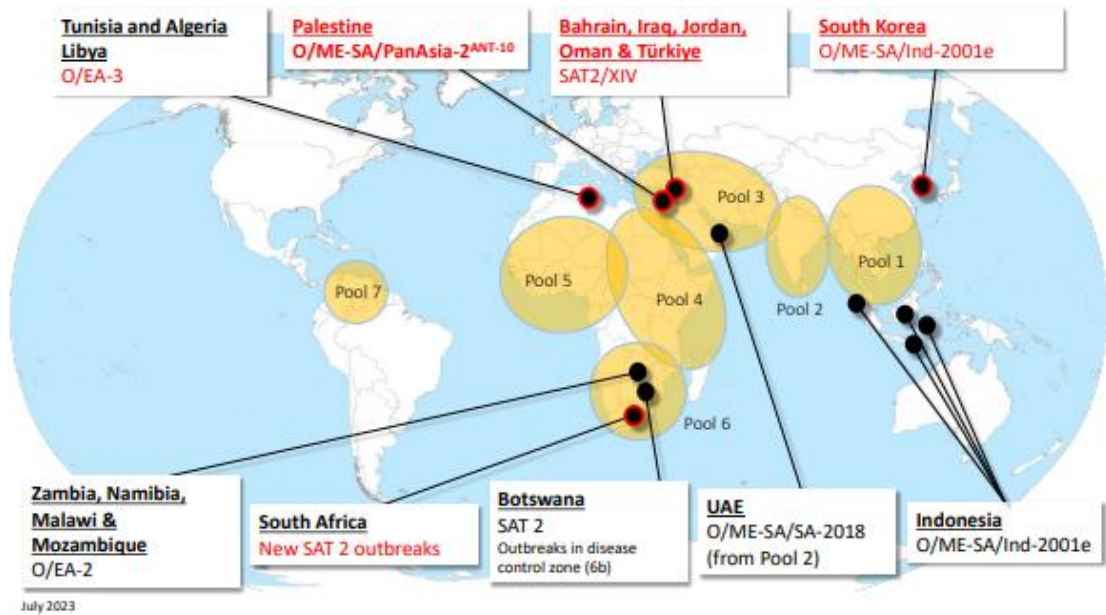 Tunisia and Algeria
Libya
O/EA-3
Palestine
O/ME-SA/PanAsia-2ANT-10
Bahrain, Iraq, Jordan,
Oman & Türkiye
SAT2/XIV
South Korea
O/ME-SA/Ind-2001e
Pool 3
Pool 5
Pool 4
Pool 1
Pool 7
Pool 2
Pool 6
Zambia, Namibia,
Malawi &
Mozambique
O/EA-2
South Africa
New SAT 2 outbreaks
Botswana
SAT 2
Outbreaks in disease
control zone (6b)
UAE
O/ME-SA/SA-2018
(from Pool 2)
Indonesia
O/ME-SA/Ind-2001e
July 2023